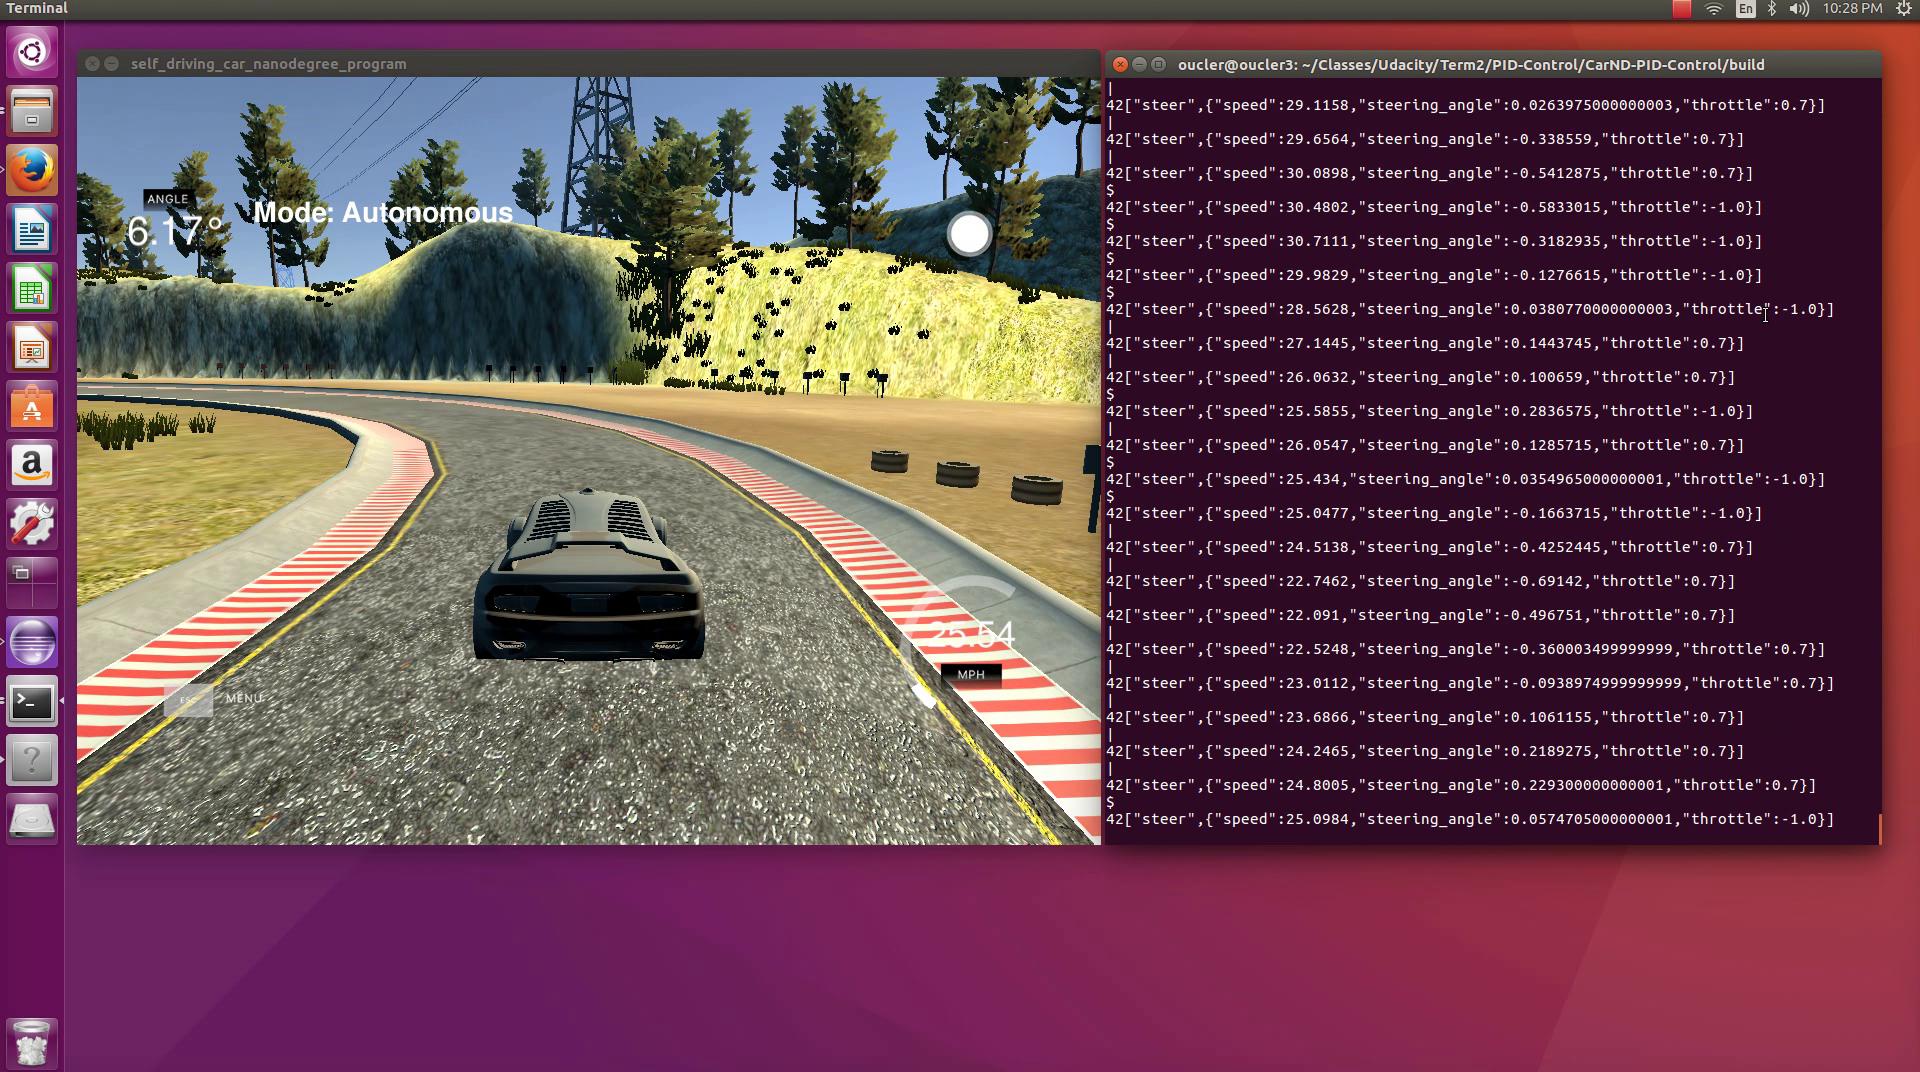 Terminal
En
10:28 PM
self_driving_car_nanodegree_program
ANGLE
6.17°
Mode: Autonomous
25.54
MPH
ESC
MENU
oucler@oucler3: ~/Classes/Udacity/Term2/PID-Control/CarND-PID-Control/build
|
42["steer",{"speed":29.1158,"steering_angle":0.0263975000000003,"throttle":0.7}]
|
42["steer",{"speed":29.6564,"steering_angle":-0.338559,"throttle":0.7}]
|
42["steer",{"speed":30.0898,"steering_angle":-0.5412875,"throttle":0.7}]
$
42["steer",{"speed":30.4802,"steering_angle":-0.5833015,"throttle":-1.0}]
$
42["steer",{"speed":30.7111,"steering_angle":-0.3182935,"throttle":-1.0}]
$
42["steer",{"speed":29.9829,"steering_angle":-0.1276615,"throttle":-1.0}]
$
42["steer",{"speed":28.5628,"steering_angle":0.0380770000000003,"throttle":-1.0}]
|
42["steer",{"speed":27.1445,"steering_angle":0.1443745,"throttle":0.7}]
|
42["steer",{"speed":26.0632,"steering_angle":0.100659,"throttle":0.7}]
$
42["steer",{"speed":25.5855,"steering_angle":0.2836575,"throttle":-1.0}]
|
42["steer",{"speed":26.0547,"steering_angle":0.1285715,"throttle":0.7}]
$
42["steer",{"speed":25.434,"steering_angle":0.0354965000000001,"throttle":-1.0}]
$
42["steer",{"speed":25.0477,"steering_angle":-0.1663715,"throttle":-1.0}]
|
42["steer",{"speed":24.5138,"steering_angle":-0.4252445,"throttle":0.7}]
|
42["steer",{"speed":22.7462,"steering_angle":-0.69142,"throttle":0.7}]
|
42["steer",{"speed":22.091,"steering_angle":-0.496751,"throttle":0.7}]
|
42["steer",{"speed":22.5248,"steering_angle":-0.360003499999999,"throttle":0.7}]
|
42["steer",{"speed":23.0112,"steering_angle":-0.0938974999999999,"throttle":0.7}]
|
42["steer",{"speed":23.6866,"steering_angle":0.1061155,"throttle":0.7}]
|
42["steer",{"speed":24.2465,"steering_angle":0.2189275,"throttle":0.7}]
|
42["steer",{"speed":24.8005,"steering_angle":0.229300000000001,"throttle":0.7}]
$
42["steer",{"speed":25.0984,"steering_angle":0.0574705000000001,"throttle":-1.0}]